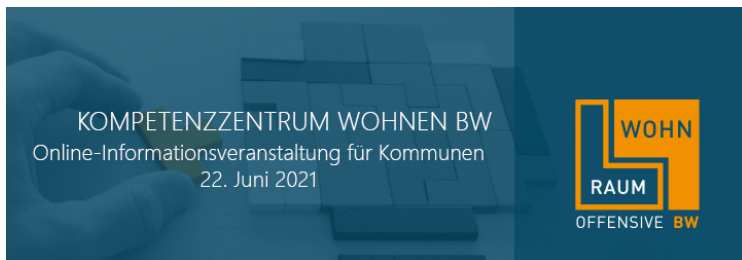 KOMPETENZZENTRUM WOHNEN BW
Online-Informationsveranstaltung für Kommunen
22. Juni 2021
WOHN
RAUM
OFFENSIVE BW